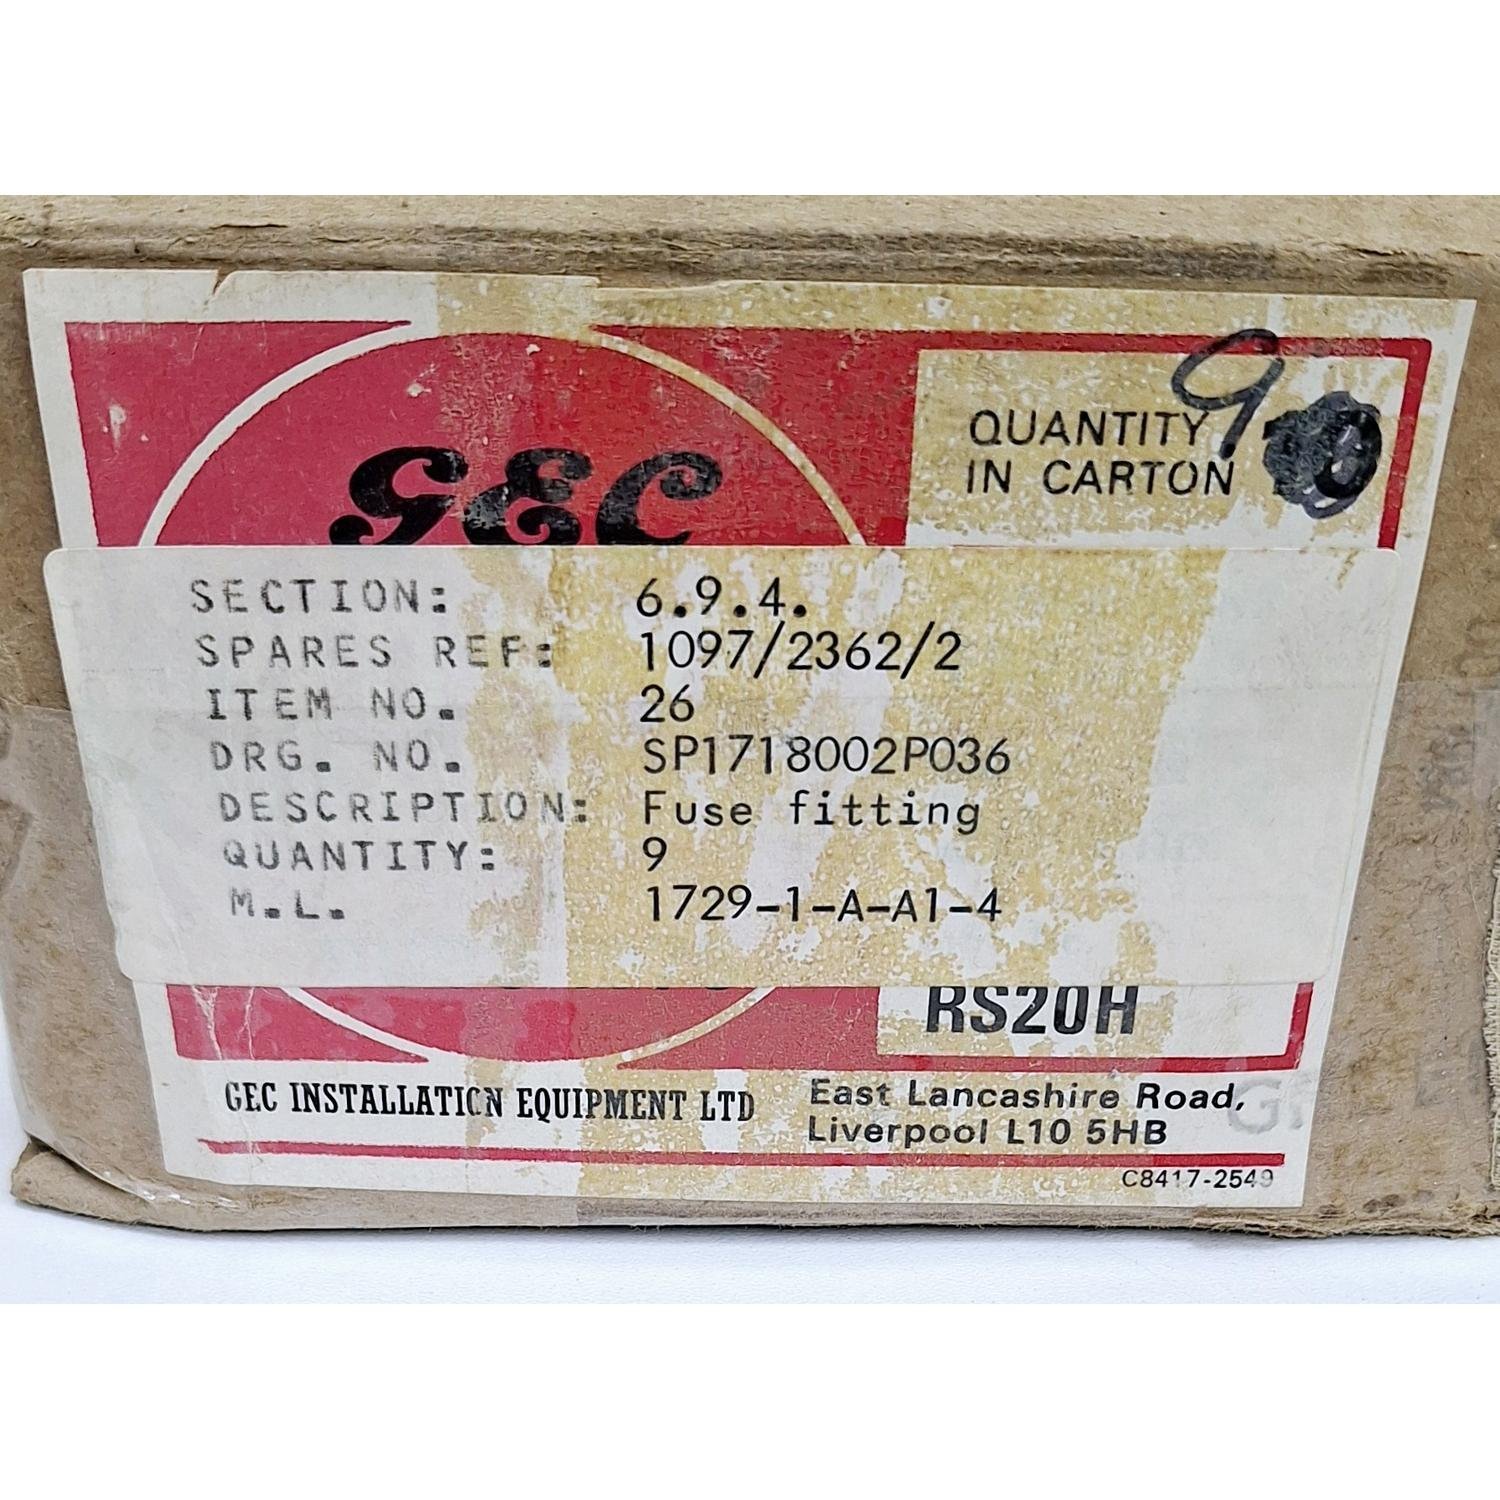 GEC
QUANTITY
IN CARTON
9
SECTION: 6.9.4.
SPARES REF: 1097/2362/2
ITEM NO. 26
DRG. NO. SP1718002P036
DESCRIPTION: Fuse fitting
QUANTITY: 9
M.L. 1729-1-A-A1-4
RS20H
GEC INSTALLATION EQUIPMENT LTD
East Lancashire Road,
Liverpool L10 5HB
C8417-2549